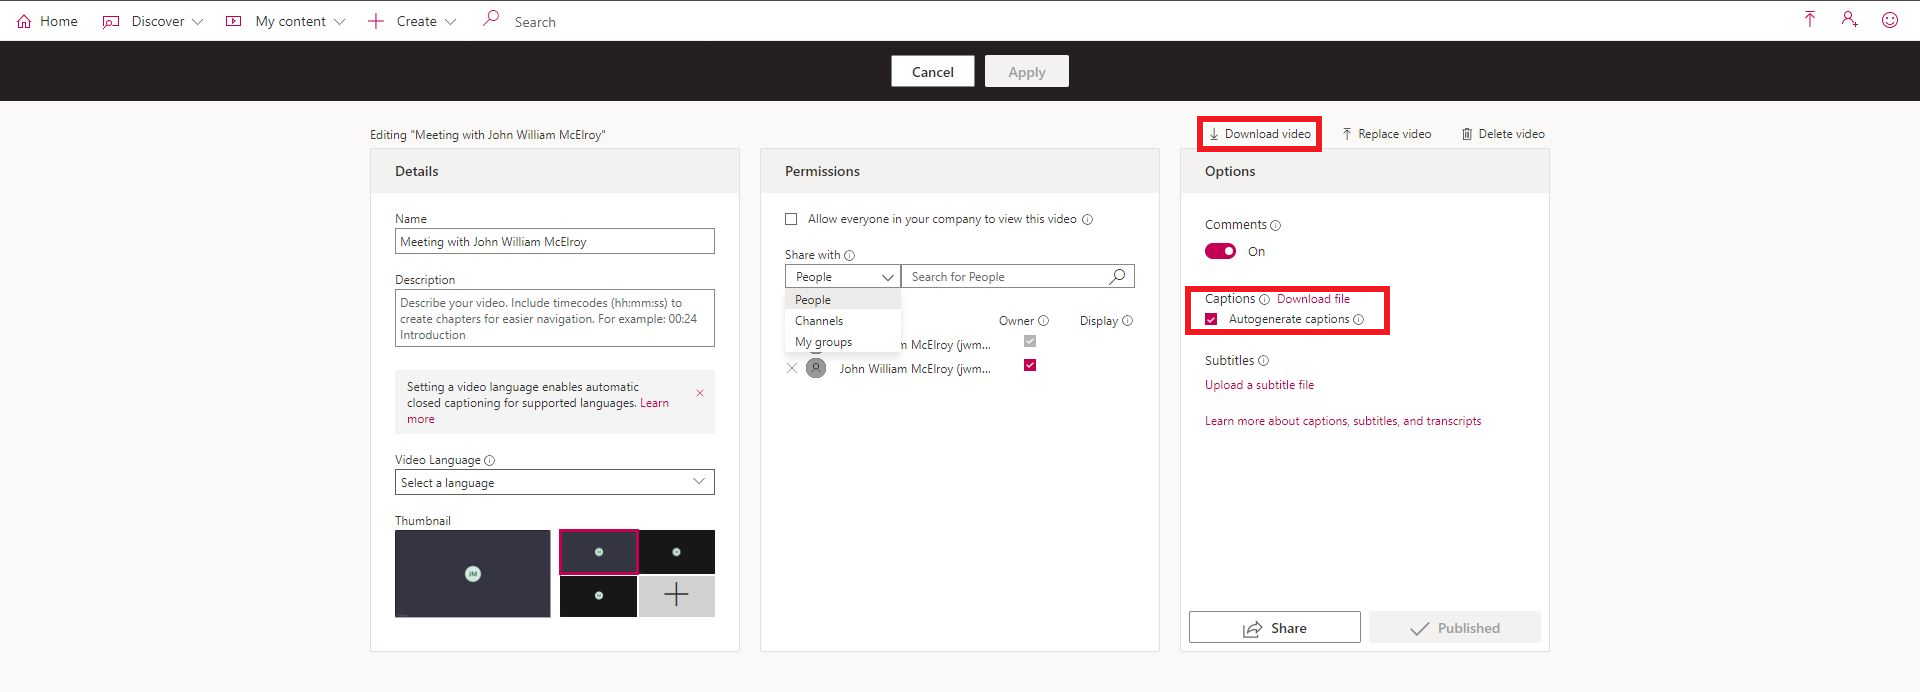 Home
Discover
My content
Create
Search
Cancel
Apply
Editing "Meeting with John William McElroy"
Download video
Replace video
Delete video
Details
Name
Meeting with John William McElroy
Description
Describe your video. Include timecodes (hh:mm:ss) to
create chapters for easier navigation. For example: 00:24
Introduction
Setting a video language enables automatic
closed captioning for supported languages. Learn
more
Video Language
Select a language
Thumbnail
JM
Permissions
Allow everyone in your company to view this video
Share with
People
Search for People
People
Channels
My groups
Owner
Display
m McElroy (jwm...
John William McElroy (jwm...
Options
Comments
On
Captions Download file
Autogenerate captions
Subtitles
Upload a subtitle file
Learn more about captions, subtitles, and transcripts
Share
Published